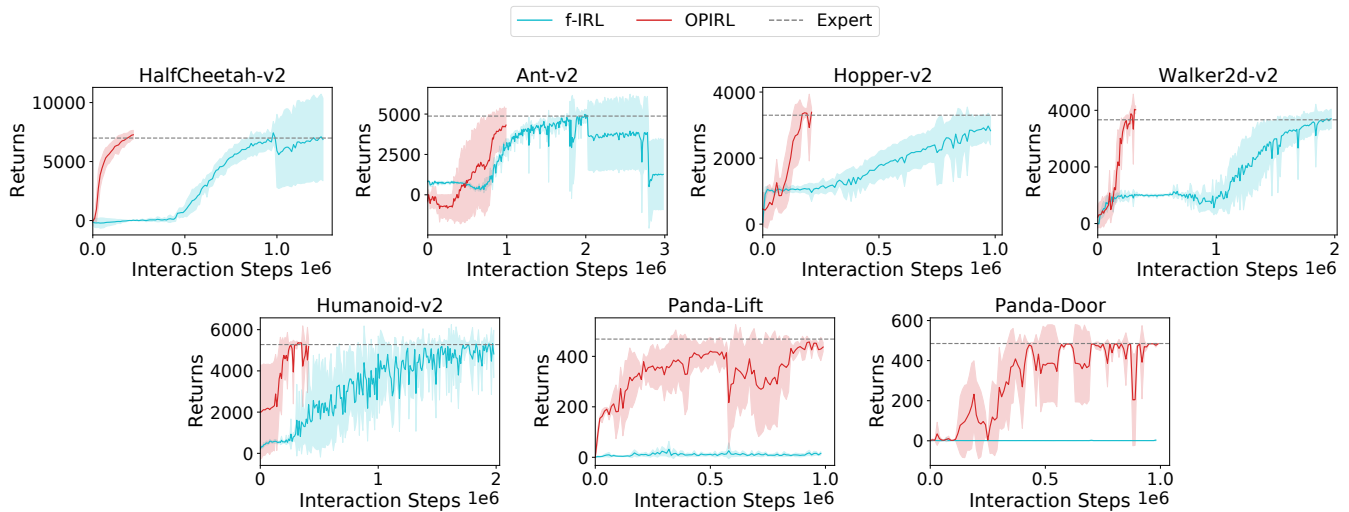 f-IRL OPIRL Expert
HalfCheetah-v2
10000
5000
0
Returns
0.0 0.5 1.0
Interaction Steps 1e6
Ant-v2
5000
2500
0
Returns
0 1 2 3
Interaction Steps 1e6
Hopper-v2
4000
2000
0
Returns
0.0 0.5 1.0
Interaction Steps 1e6
Walker2d-v2
4000
2000
0
Returns
0 1 2
Interaction Steps 1e6
Humanoid-v2
6000
4000
2000
0
Returns
0 1 2
Interaction Steps 1e6
Panda-Lift
400
200
0
Returns
0.0 0.5 1.0
Interaction Steps 1e6
Panda-Door
600
400
200
0
Returns
0.0 0.5 1.0
Interaction Steps 1e6